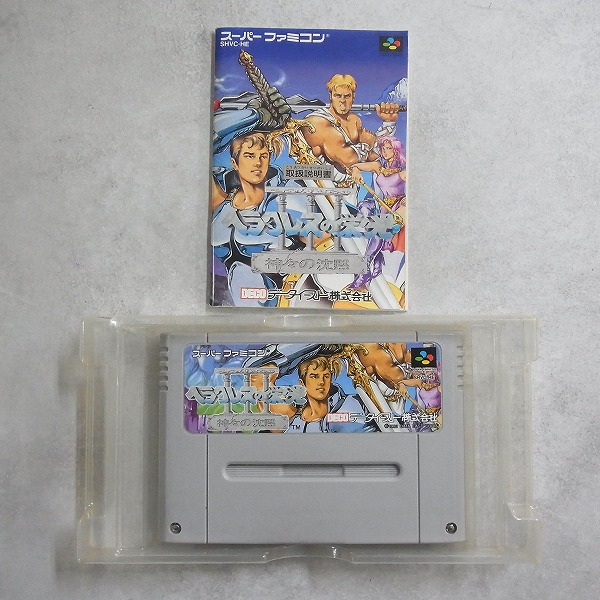 スーパーファミコン®
SHVC-HE
取扱説明書
III
ヘラクレスの栄光
神々の沈黙
DECO データイースト株式会社
スーパーファミコン
III
ヘラクレスの栄光
神々の沈黙
TM
DECO データイースト株式会社